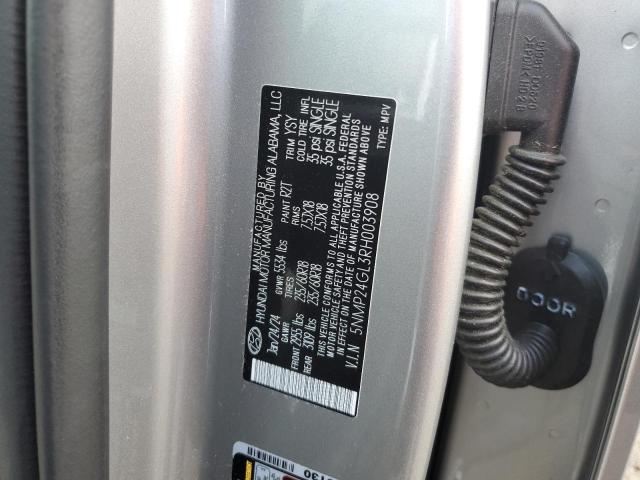 MANUFACTURED BY
HYUNDAI MOTOR MANUFACTURING ALABAMA, LLC
Jan/24/24 GVWR 5534 lbs PAINT R2T TRIM YSY
GAWR TIRES RIMS COLD TIRE INFL
FRONT 2953 lbs 235/60R18 7.5JX18 35 psi SINGLE
REAR 3109 lbs 235/60R18 7.5JX18 35 psi SINGLE
THIS VEHICLE CONFORMS TO ALL APPLICABLE U.S.A. FEDERAL
MOTOR VEHICLE SAFETY, BUMPER, AND THEFT PREVENTION STANDARDS
IN EFFECT ON THE DATE OF MANUFACTURE SHOWN ABOVE
V.I.N 5NMP24GL3RH003908 TYPE: MPV
DOOR